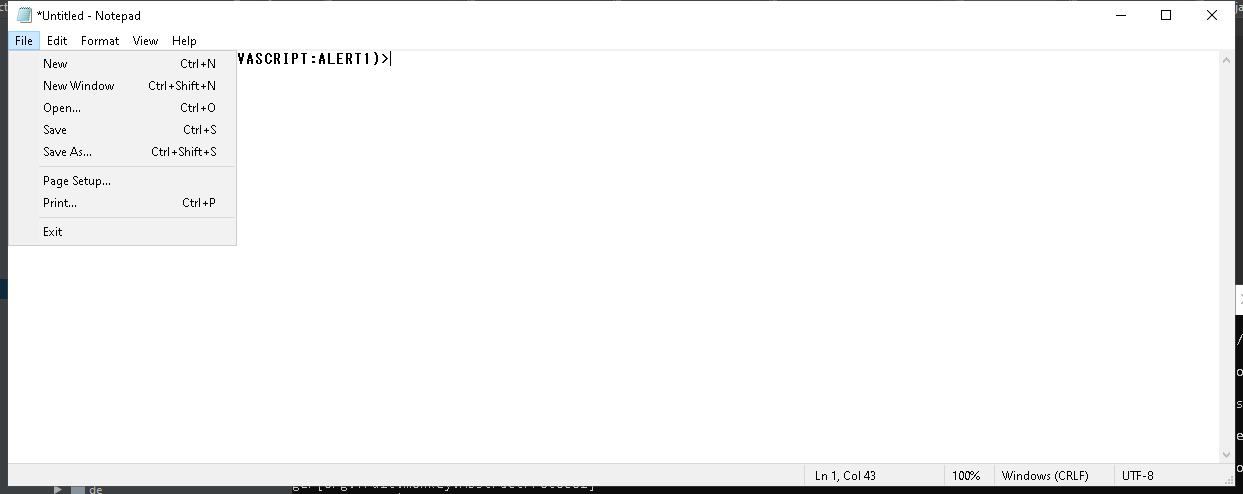 *Untitled - Notepad
File Edit Format View Help
VASCRIPT:ALERT1)>
New Ctrl+N
New Window Ctrl+Shift+N
Open... Ctrl+O
Save Ctrl+S
Save As... Ctrl+Shift+S
Page Setup...
Print... Ctrl+P
Exit
Ln 1, Col 43 100% Windows (CRLF) UTF-8
de